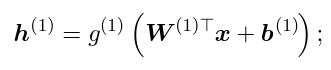 h⁽¹⁾ = g⁽¹⁾ (W⁽¹⁾⊤x + b⁽¹⁾) ;